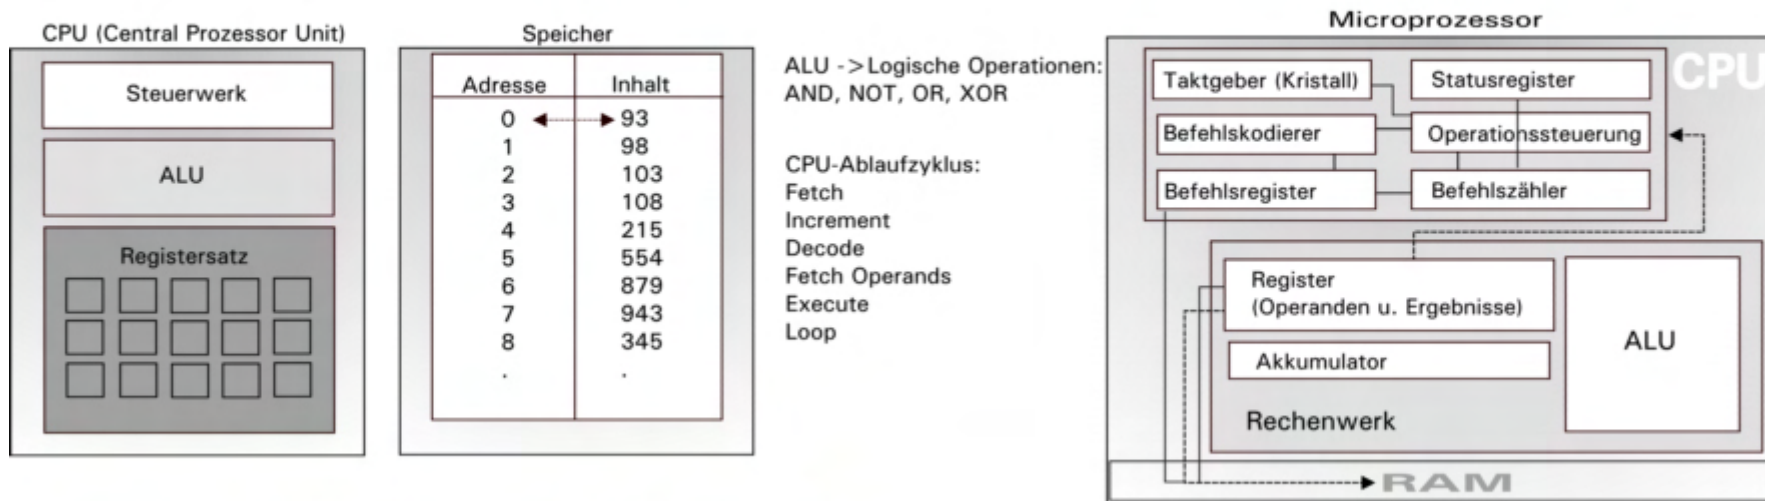 CPU (Central Prozessor Unit)
Steuerwerk
ALU
Registersatz
Speicher
Adresse Inhalt
0 93
1 98
2 103
3 108
4 215
5 554
6 879
7 943
8 345
. .
ALU ->Logische Operationen:
AND, NOT, OR, XOR
CPU-Ablaufzyklus:
Fetch
Increment
Decode
Fetch Operands
Execute
Loop
Microprozessor
CPU
Taktgeber (Kristall) Statusregister
Befehlskodierer Operationssteuerung
Befehlsregister Befehlszähler
Register
(Operanden u. Ergebnisse)
ALU
Akkumulator
Rechenwerk
RAM